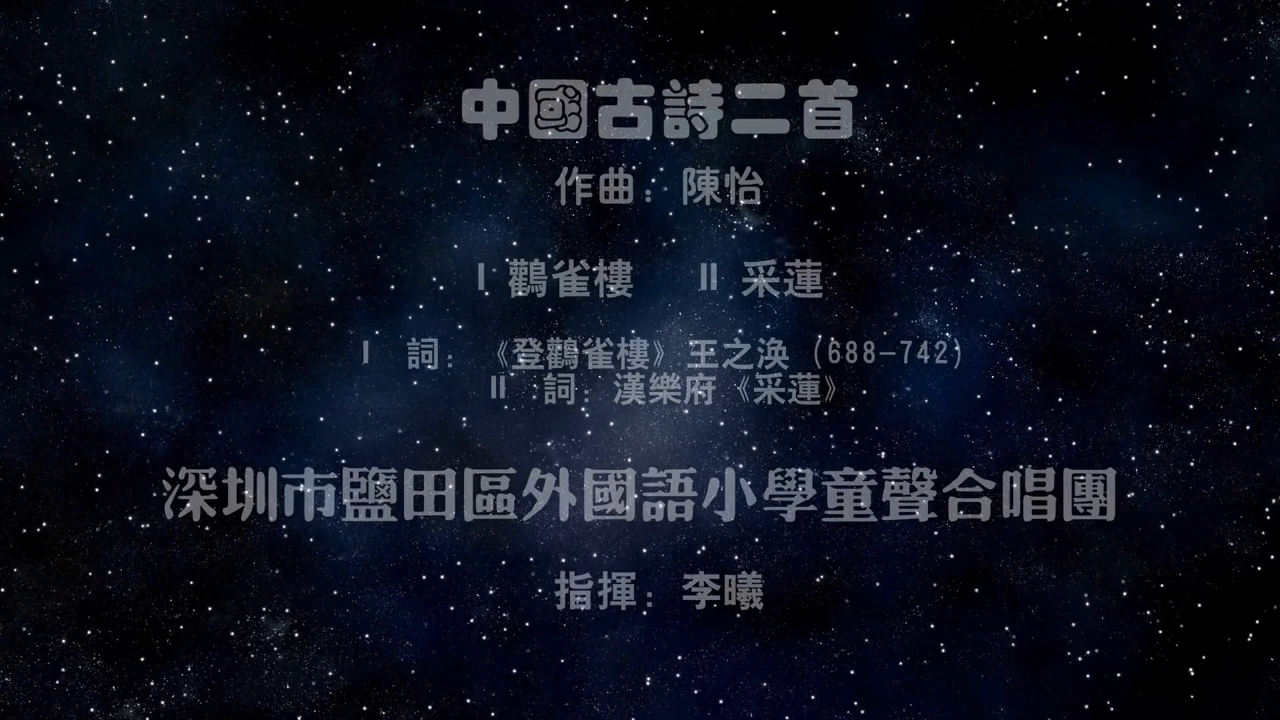 中國古詩二首
作曲：陳怡
I 鸛雀樓　　II 采蓮
I　詞：《登鸛雀樓》王之渙（688-742）
II　詞：漢樂府《采蓮》
深圳市鹽田區外國語小學童聲合唱團
指揮：李曦